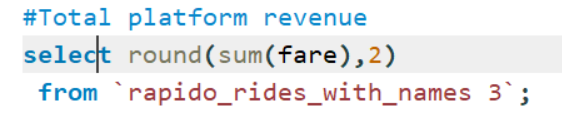 #Total platform revenue
select round(sum(fare),2)
from `rapido_rides_with_names 3`;